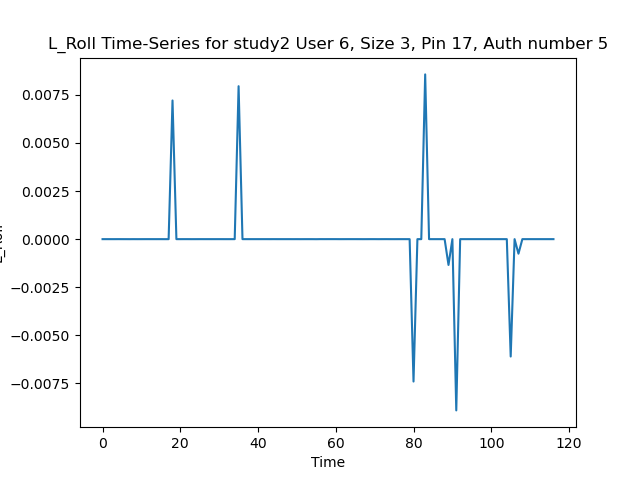 L_Roll Time-Series for study2 User 6, Size 3, Pin 17, Auth number 5
0.0075
0.0050
0.0025
0.0000
−0.0025
−0.0050
−0.0075
0 20 40 60 80 100 120
Time